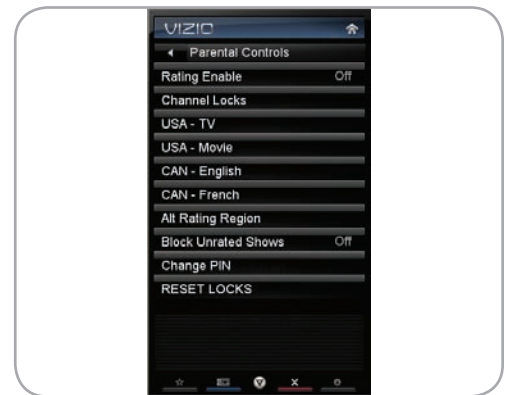 VIZIO
Parental Controls
Rating Enable Off
Channel Locks
USA - TV
USA - Movie
CAN - English
CAN - French
Alt Rating Region
Block Unrated Shows Off
Change PIN
RESET LOCKS